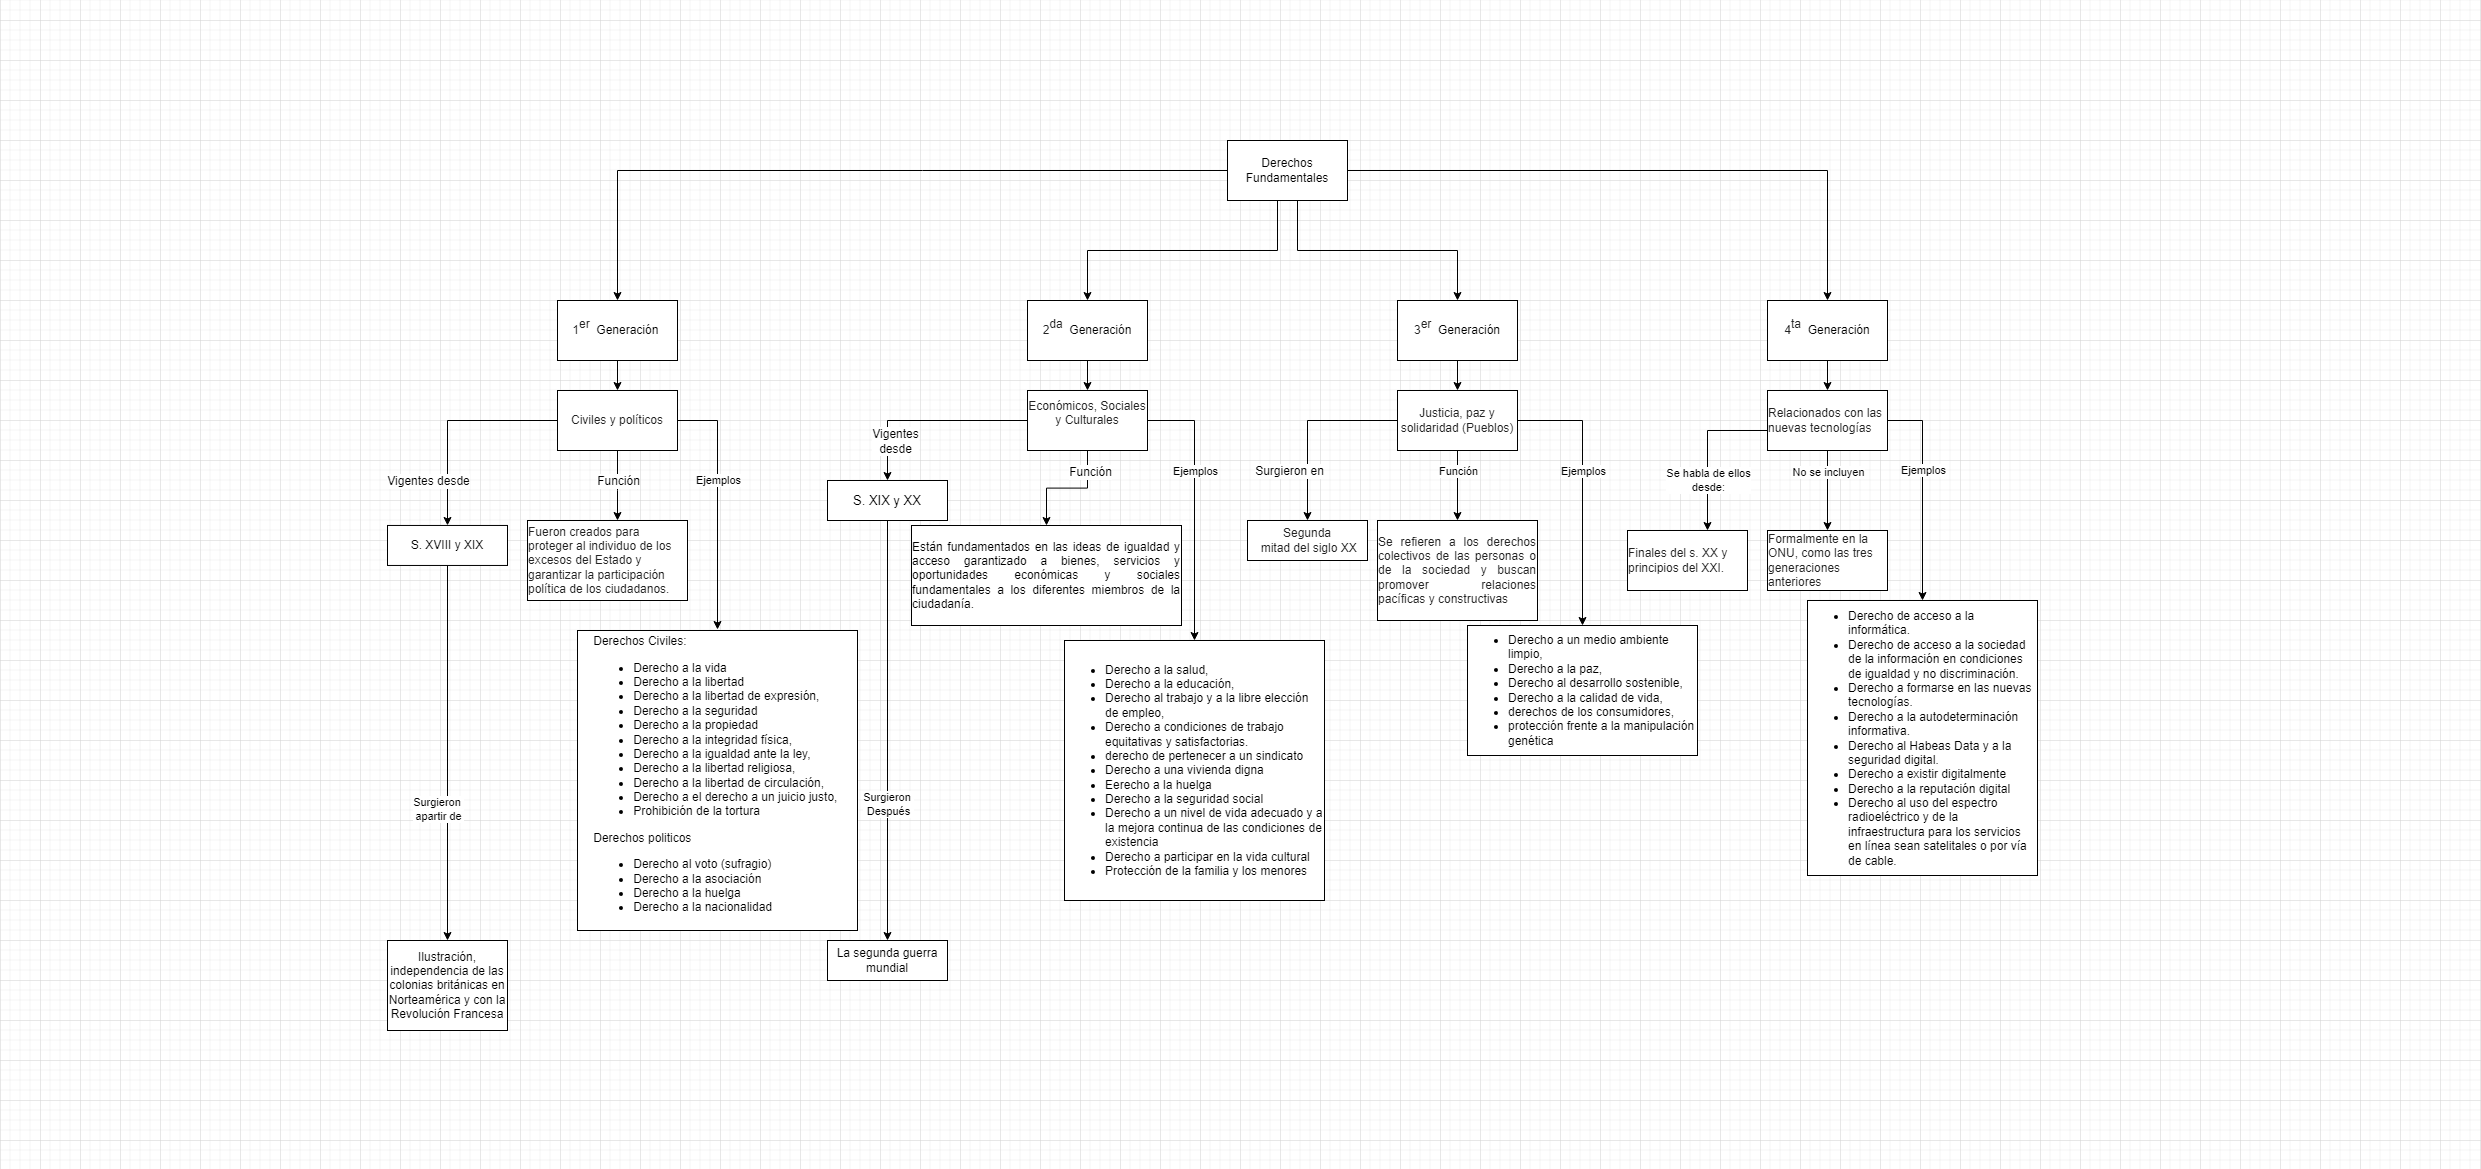 Derechos
Fundamentales
1er Generación
2da Generación
3er Generación
4ta Generación
Civiles y políticos
Económicos, Sociales
y Culturales
Justicia, paz y
solidaridad (Pueblos)
Relacionados con las
nuevas tecnologías
Vigentes desde
Función
Ejemplos
S. XVIII y XIX
Fueron creados para
proteger al individuo de los
excesos del Estado y
garantizar la participación
política de los ciudadanos.
Derechos Civiles:
• Derecho a la vida
• Derecho a la libertad
• Derecho a la libertad de expresión,
• Derecho a la seguridad
• Derecho a la propiedad
• Derecho a la integridad física,
• Derecho a la igualdad ante la ley,
• Derecho a la libertad religiosa,
• Derecho a la libertad de circulación,
• Derecho a el derecho a un juicio justo,
• Prohibición de la tortura
Derechos politicos
• Derecho al voto (sufragio)
• Derecho a la asociación
• Derecho a la huelga
• Derecho a la nacionalidad
Surgieron
apartir de
Ilustración,
independencia de las
colonias británicas en
Norteamérica y con la
Revolución Francesa
Vigentes
desde
Función
Ejemplos
S. XIX y XX
Están fundamentados en las ideas de igualdad y
acceso garantizado a bienes, servicios y
oportunidades económicas y sociales
fundamentales a los diferentes miembros de la
ciudadanía.
• Derecho a la salud,
• Derecho a la educación,
• Derecho al trabajo y a la libre elección
de empleo,
• Derecho a condiciones de trabajo
equitativas y satisfactorias.
• derecho de pertenecer a un sindicato
• Derecho a una vivienda digna
• Eerecho a la huelga
• Derecho a la seguridad social
• Derecho a un nivel de vida adecuado y a
la mejora continua de las condiciones de
existencia
• Derecho a participar en la vida cultural
• Protección de la familia y los menores
Surgieron
Después
La segunda guerra
mundial
Surgieron en
Función
Ejemplos
Segunda
mitad del siglo XX
Se refieren a los derechos
colectivos de las personas o
de la sociedad y buscan
promover relaciones
pacíficas y constructivas
• Derecho a un medio ambiente
limpio,
• Derecho a la paz,
• Derecho al desarrollo sostenible,
• Derecho a la calidad de vida,
• derechos de los consumidores,
• protección frente a la manipulación
genética
Se habla de ellos
desde:
No se incluyen
Ejemplos
Finales del s. XX y
principios del XXI.
Formalmente en la
ONU, como las tres
generaciones
anteriores
• Derecho de acceso a la
informática.
• Derecho de acceso a la sociedad
de la información en condiciones
de igualdad y no discriminación.
• Derecho a formarse en las nuevas
tecnologías.
• Derecho a la autodeterminación
informativa.
• Derecho al Habeas Data y a la
seguridad digital.
• Derecho a existir digitalmente
• Derecho a la reputación digital
• Derecho al uso del espectro
radioeléctrico y de la
infraestructura para los servicios
en línea sean satelitales o por vía
de cable.